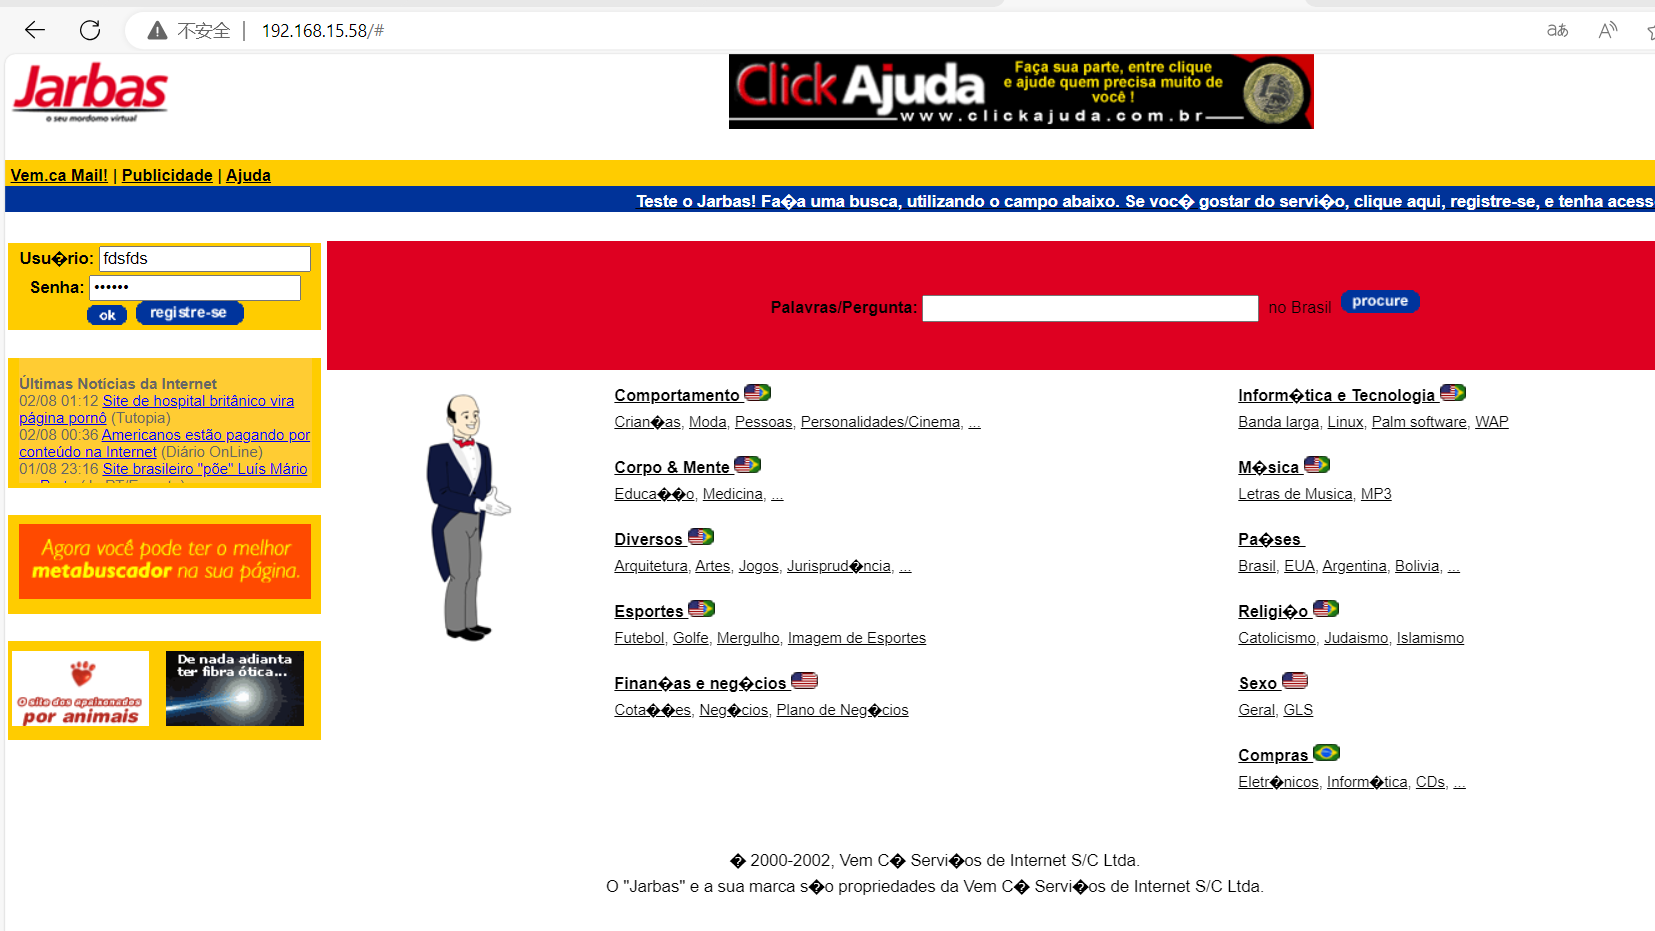 不安全 | 192.168.15.58/#
Jarbas
o seu mordomo virtual
ClickAjuda
Faça sua parte, entre clique
e ajude quem precisa muito de
você !
www.clickajuda.com.br
Vem.ca Mail! | Publicidade | Ajuda
Teste o Jarbas! Fa�a uma busca, utilizando o campo abaixo. Se voc� gostar do servi�o, clique aqui, registre-se, e tenha acess
Usu�rio: fdsfds
Senha: ••••••
ok registre-se
Palavras/Pergunta: no Brasil procure
Últimas Notícias da Internet
02/08 01:12 Site de hospital britânico vira
página pornô (Tutopia)
02/08 00:36 Americanos estão pagando por
conteúdo na Internet (Diário OnLine)
01/08 23:16 Site brasileiro "põe" Luís Mário
Agora você pode ter o melhor
metabuscador na sua página.
O site dos apaixonados
por animais
De nada adianta
ter fibra ótica...
Comportamento
Crian�as, Moda, Pessoas, Personalidades/Cinema, ...
Corpo & Mente
Educa��o, Medicina, ...
Diversos
Arquitetura, Artes, Jogos, Jurisprud�ncia, ...
Esportes
Futebol, Golfe, Mergulho, Imagem de Esportes
Finan�as e neg�cios
Cota��es, Neg�cios, Plano de Neg�cios
Inform�tica e Tecnologia
Banda larga, Linux, Palm software, WAP
M�sica
Letras de Musica, MP3
Pa�ses
Brasil, EUA, Argentina, Bolivia, ...
Religi�o
Catolicismo, Judaismo, Islamismo
Sexo
Geral, GLS
Compras
Eletr�nicos, Inform�tica, CDs, ...
� 2000-2002, Vem C� Servi�os de Internet S/C Ltda.
O "Jarbas" e a sua marca s�o propriedades da Vem C� Servi�os de Internet S/C Ltda.